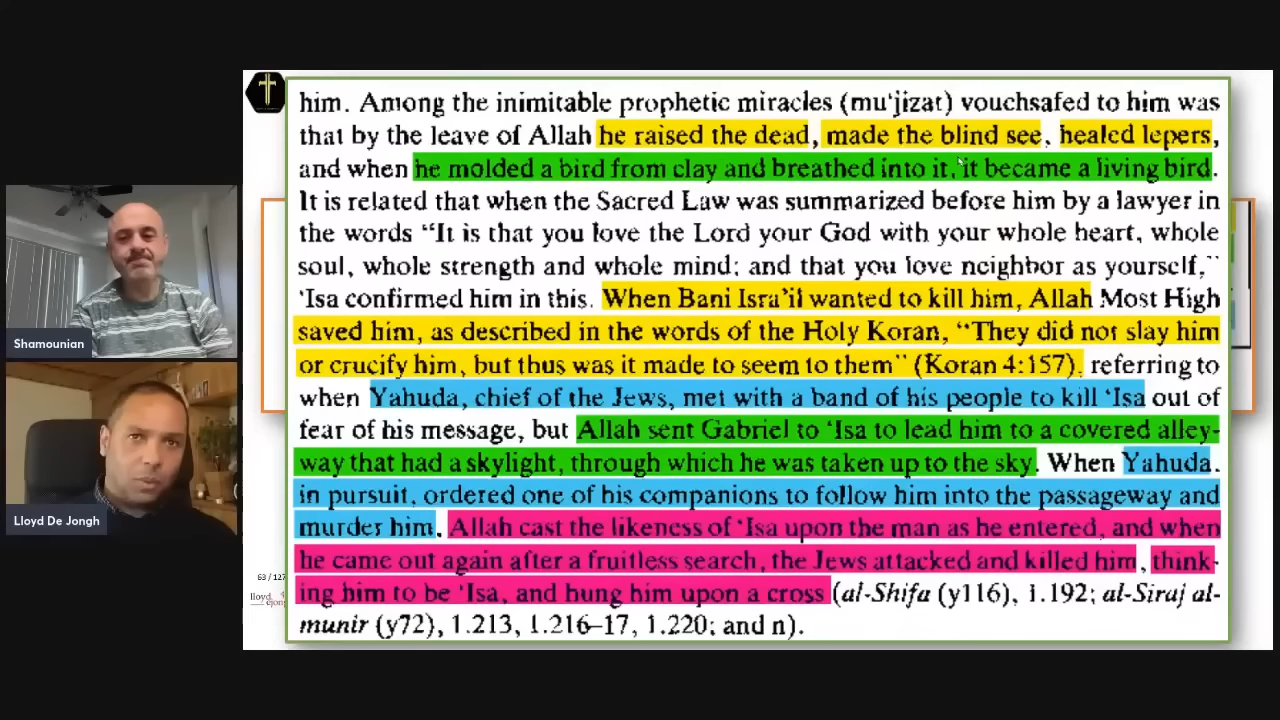 him. Among the inimitable prophetic miracles (mu'jizat) vouchsafed to him was
that by the leave of Allah he raised the dead, made the blind see, healed lepers,
and when he molded a bird from clay and breathed into it, it became a living bird.
It is related that when the Sacred Law was summarized before him by a lawyer in
the words “It is that you love the Lord your God with your whole heart, whole
soul, whole strength and whole mind; and that you love neighbor as yourself,”
‘Isa confirmed him in this. When Bani Isra’il wanted to kill him, Allah Most High
saved him, as described in the words of the Holy Koran, “They did not slay him
or crucify him, but thus was it made to seem to them” (Koran 4:157), referring to
when Yahuda, chief of the Jews, met with a band of his people to kill ‘Isa out of
fear of his message, but Allah sent Gabriel to ‘Isa to lead him to a covered alley-
way that had a skylight, through which he was taken up to the sky. When Yahuda,
in pursuit, ordered one of his companions to follow him into the passageway and
murder him, Allah cast the likeness of ‘Isa upon the man as he entered, and when
he came out again after a fruitless search, the Jews attacked and killed him, think-
ing him to be ‘Isa, and hung him upon a cross (al-Shifa (y116), 1.192; al-Siraj al-
munir (y72), 1.213, 1.216–17, 1.220; and n).
Shamounian
Lloyd De Jongh
63 / 127
lloyd